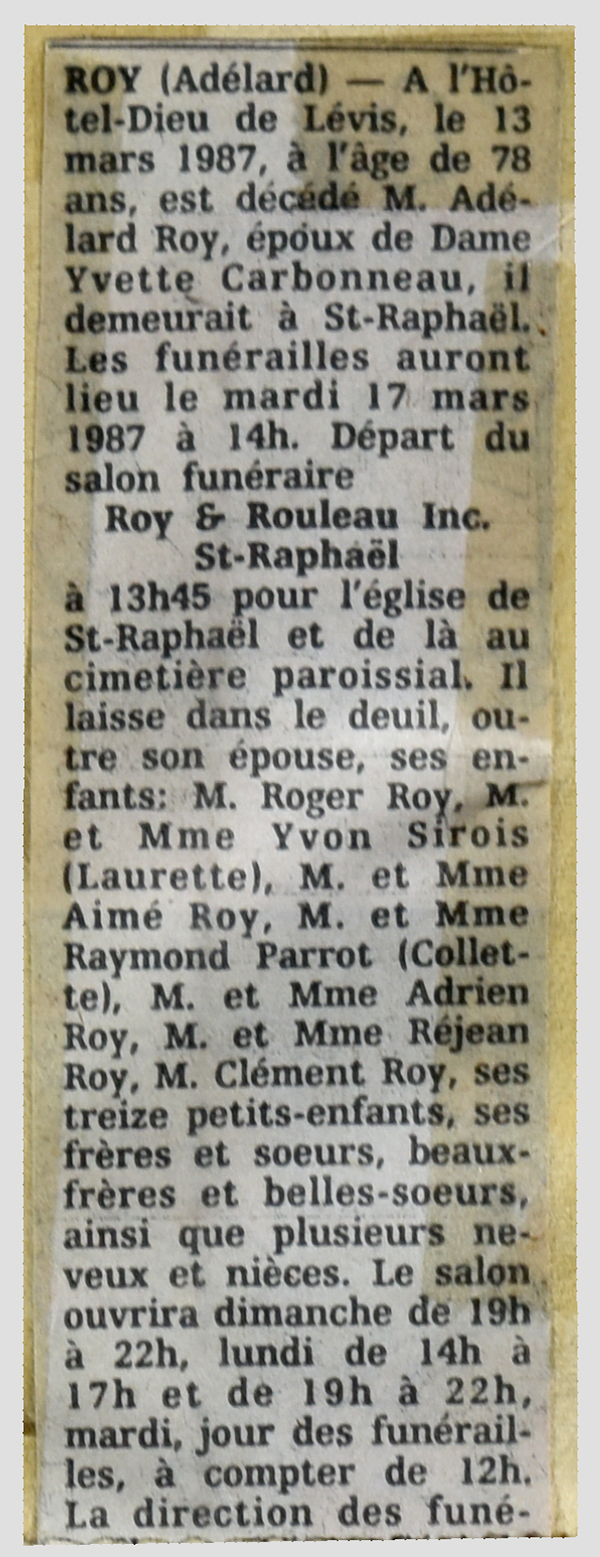 ROY (Adélard) — A l'Hô-
tel-Dieu de Lévis, le 13
mars 1987, à l'âge de 78
ans, est décédé M. Adé-
lard Roy, époux de Dame
Yvette Carbonneau, il
demeurait à St-Raphaël.
Les funérailles auront
lieu le mardi 17 mars
1987 à 14h. Départ du
salon funéraire
Roy & Rouleau Inc.
St-Raphaël
à 13h45 pour l'église de
St-Raphaël et de là au
cimetière paroissial. Il
laisse dans le deuil, ou-
tre son épouse, ses en-
fants: M. Roger Roy, M.
et Mme Yvon Sirois
(Laurette), M. et Mme
Aimé Roy, M. et Mme
Raymond Parrot (Collet-
te), M. et Mme Adrien
Roy, M. et Mme Réjean
Roy, M. Clément Roy, ses
treize petits-enfants, ses
frères et soeurs, beaux-
frères et belles-soeurs,
ainsi que plusieurs ne-
veux et nièces. Le salon
ouvrira dimanche de 19h
à 22h, lundi de 14h à
17h et de 19h à 22h,
mardi, jour des funérail-
les, à compter de 12h.
La direction des funé-